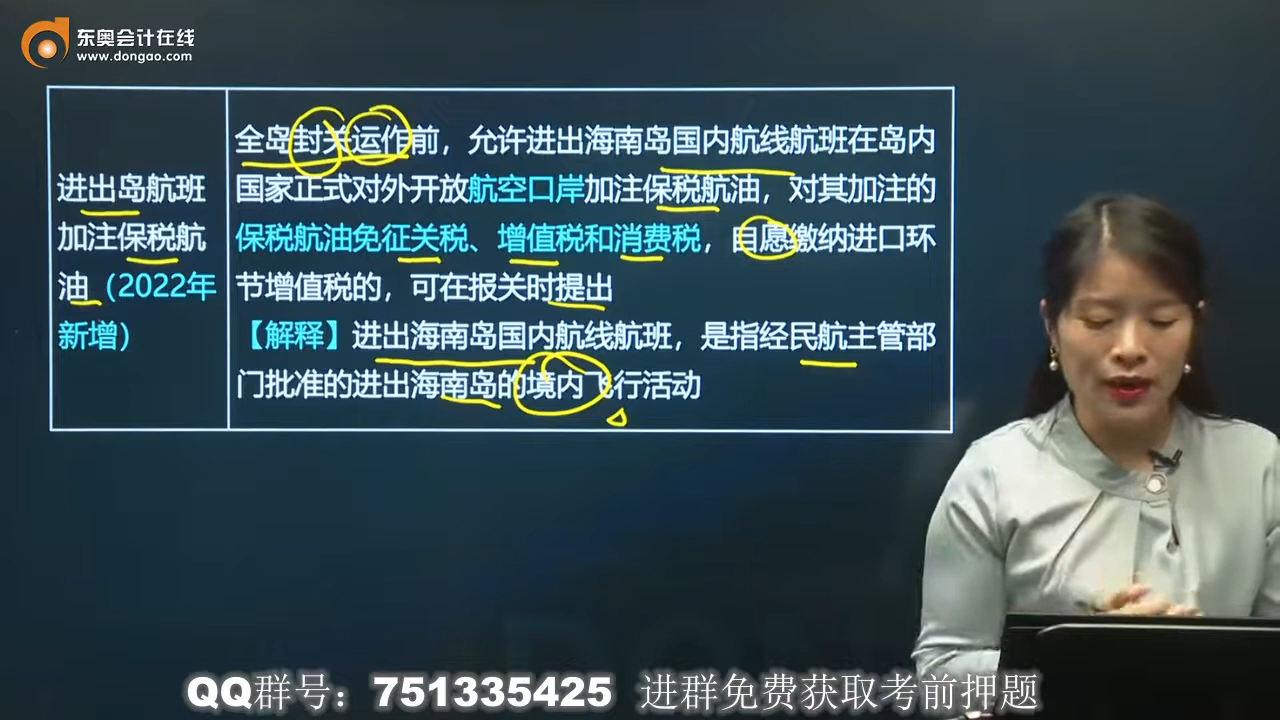 东奥会计在线
www.dongao.com
进出岛航班
加注保税航
油（2022年
新增）
全岛封关运作前，允许进出海南岛国内航线航班在岛内
国家正式对外开放航空口岸加注保税航油，对其加注的
保税航油免征关税、增值税和消费税，自愿缴纳进口环
节增值税的，可在报关时提出
【解释】进出海南岛国内航线航班，是指经民航主管部
门批准的进出海南岛的境内飞行活动
QQ群号：751335425 进群免费获取考前押题